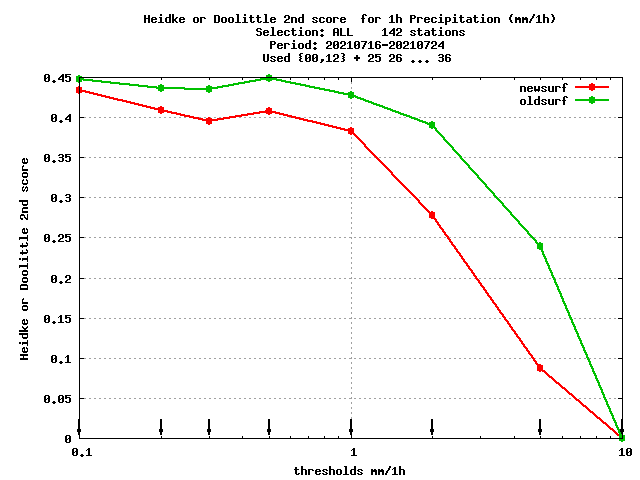 Heidke or Doolittle 2nd score  for 1h Precipitation (mm/1h)
Selection: ALL    142 stations
Period: 20210716-20210724
Used {00,12} + 25 26 ... 36
newsurf
oldsurf
0.45
0.4
0.35
0.3
0.25
0.2
0.15
0.1
0.05
0
Heidke or Doolittle 2nd score
0.1
1
10
thresholds mm/1h